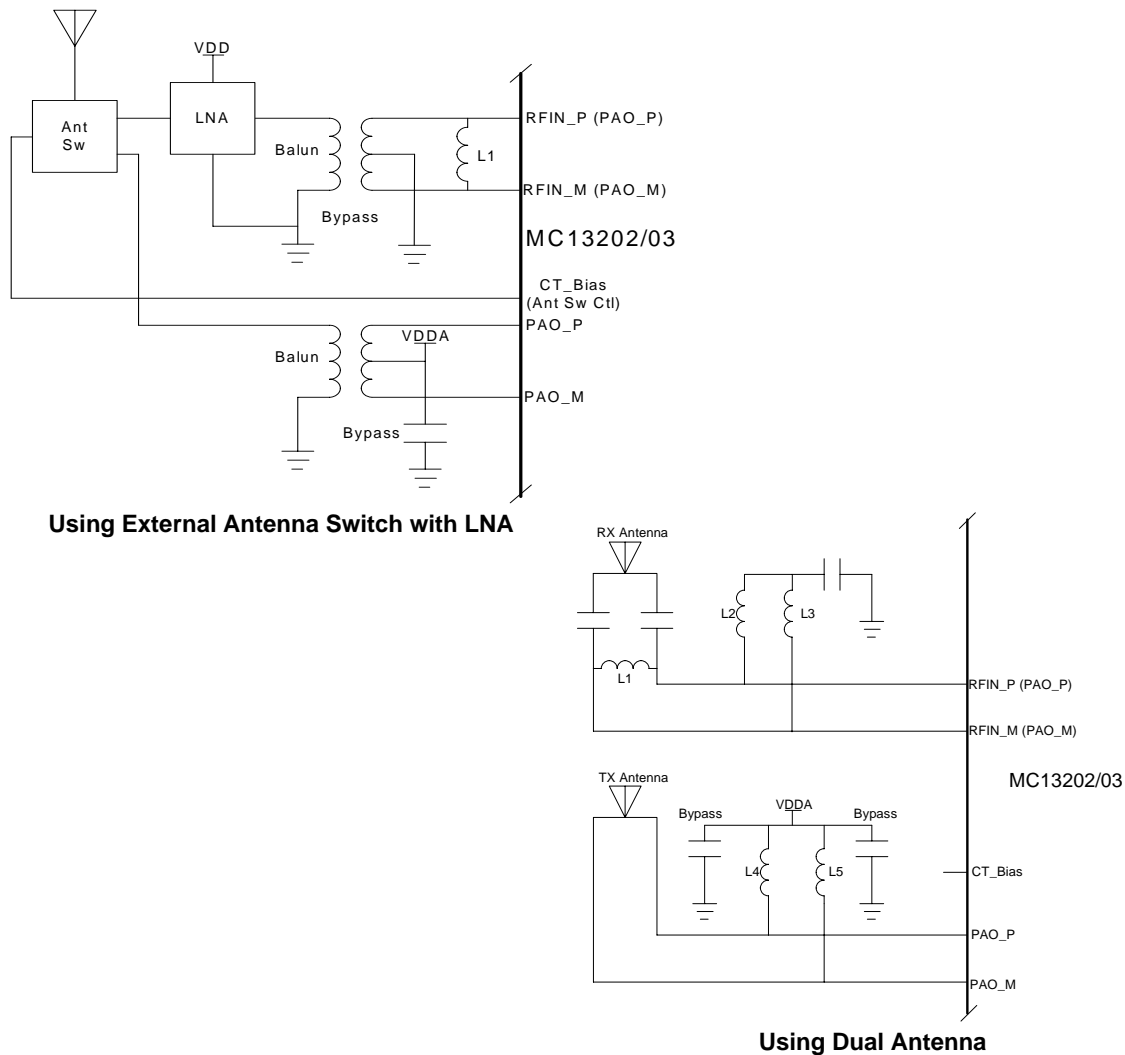 VDD
Ant
Sw
LNA
Balun
L1
RFIN_P (PAO_P)
RFIN_M (PAO_M)
Bypass
MC13202/03
CT_Bias
(Ant Sw Ctl)
PAO_P
VDDA
Balun
PAO_M
Bypass
Using External Antenna Switch with LNA
RX Antenna
L2
L3
L1
RFIN_P (PAO_P)
RFIN_M (PAO_M)
TX Antenna
MC13202/03
Bypass
VDDA
Bypass
L4
L5
CT_Bias
PAO_P
PAO_M
Using Dual Antenna